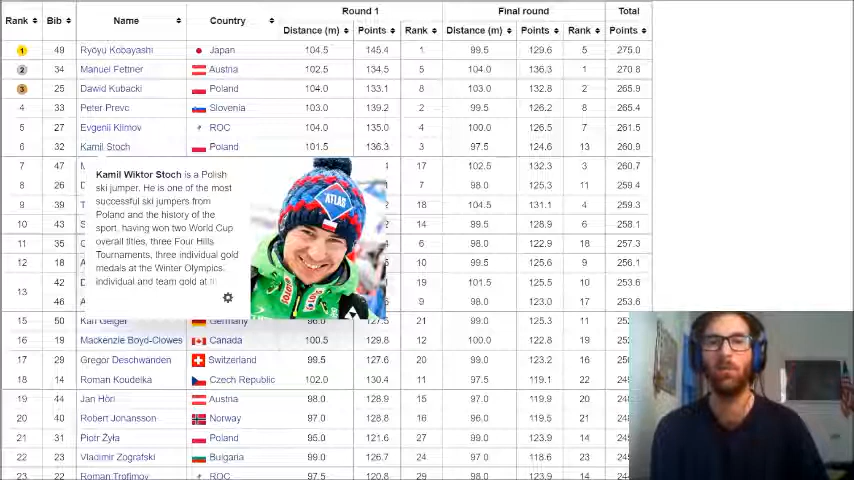 Round 1 Final round Total
Rank Bib Name Country Distance (m) Points Rank Distance (m) Points Rank Points
1 49 Ryoyu Kobayashi Japan 104.5 145.4 1 99.5 129.6 5 275.0
2 34 Manuel Fettner Austria 102.5 134.5 5 104.0 136.3 1 270.8
3 25 Dawid Kubacki Poland 104.0 133.1 8 103.0 132.8 2 265.9
4 33 Peter Prevc Slovenia 103.0 139.2 2 99.5 126.2 8 265.4
5 27 Evgenii Klimov ROC 104.0 135.0 4 100.0 126.5 7 261.5
6 32 Kamil Stoch Poland 101.5 136.3 3 97.5 124.6 13 260.9
7 47 17 102.5 132.3 3 260.7
8 26 D 7 98.0 125.3 11 259.4
9 39 T 18 104.5 131.1 4 259.3
10 43 S 14 99.5 128.9 6 258.1
11 35 C 6 98.0 122.9 18 257.3
12 18 A 10 99.5 125.6 9 256.1
13 42 D 19 101.5 125.5 10 253.6
46 A 9 98.0 123.0 17 253.6
Kamil Wiktor Stoch is a Polish
ski jumper. He is one of the most
successful ski jumpers from
Poland and the history of the
sport, having won two World Cup
overall titles, three Four Hills
Tournaments, three individual gold
medals at the Winter Olympics,
individual and team gold at
ATLAS
15 50 Karl Geiger Germany 96.0 127.5 21 99.0 125.3 11
16 19 Mackenzie Boyd-Clowes Canada 100.5 129.8 12 100.0 122.8 19
17 29 Gregor Deschwanden Switzerland 99.5 127.6 20 99.0 123.2 16
18 14 Roman Koudelka Czech Republic 102.0 130.4 11 97.5 119.1 22
19 44 Jan Hörl Austria 98.0 128.9 15 97.0 119.9 20
20 40 Robert Johansson Norway 97.0 128.8 16 96.0 119.5 21
21 31 Piotr Żyła Poland 95.0 121.6 27 99.0 123.9 14
22 23 Vladimir Zografski Bulgaria 99.0 126.7 24 97.0 118.6 23
23 22 Roman Trofimov ROC 97.5 120.8 29 98.0 123.9 14